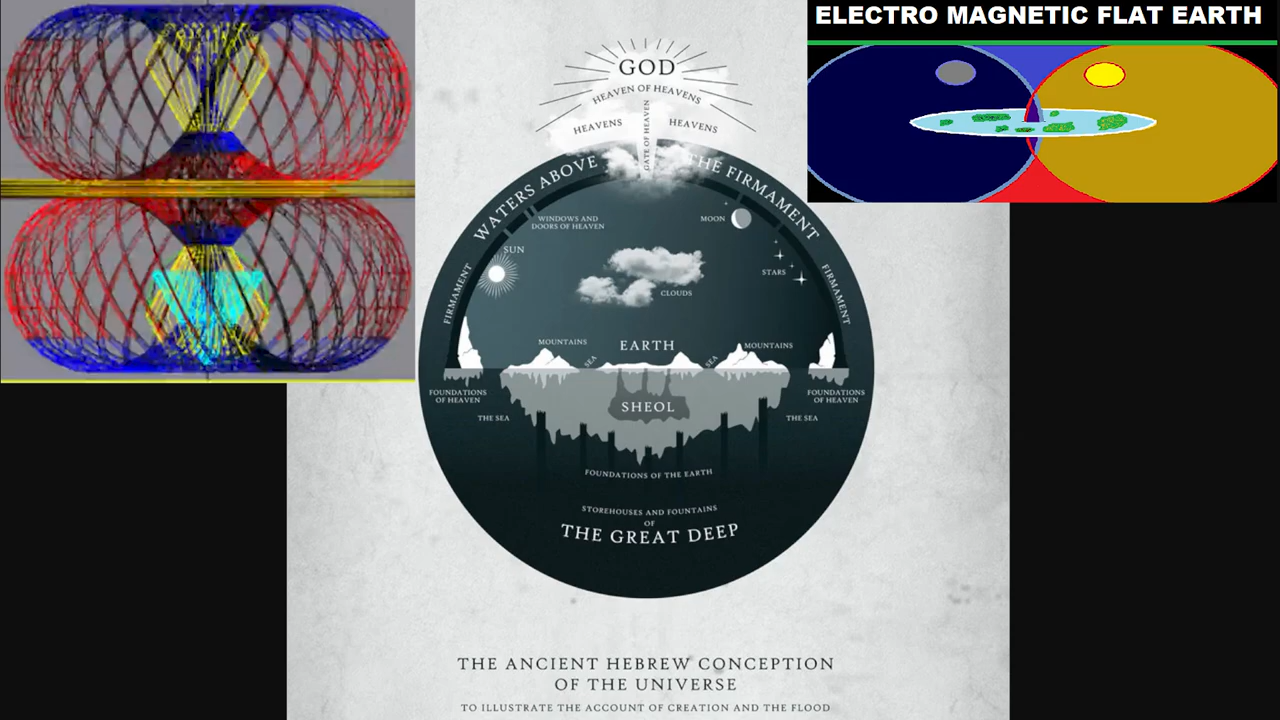 ELECTRO MAGNETIC FLAT EARTH
GOD
HEAVEN OF HEAVENS
HEAVENS
GATE OF HEAVEN
HEAVENS
WATERS ABOVE THE FIRMAMENT
WINDOWS AND
DOORS OF HEAVEN
MOON
SUN
STARS
FIRMAMENT
FIRMAMENT
CLOUDS
MOUNTAINS
EARTH
MOUNTAINS
SEA
SEA
FOUNDATIONS
OF HEAVEN
SHEOL
FOUNDATIONS
OF HEAVEN
THE SEA
THE SEA
FOUNDATIONS OF THE EARTH
STOREHOUSES AND FOUNTAINS
OF
THE GREAT DEEP
THE ANCIENT HEBREW CONCEPTION
OF THE UNIVERSE
TO ILLUSTRATE THE ACCOUNT OF CREATION AND THE FLOOD